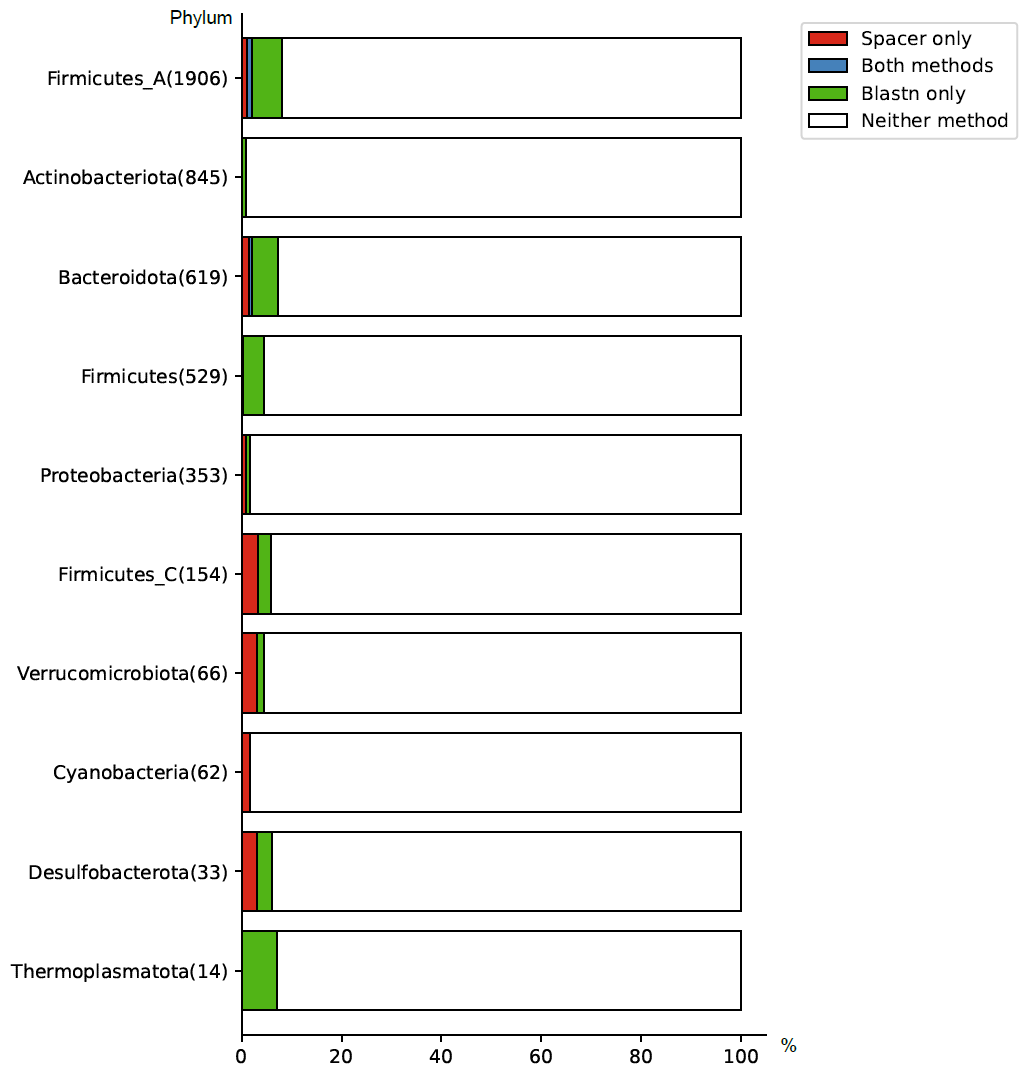 Phylum
Spacer only
Both methods
Blastn only
Neither method
Firmicutes_A(1906)
Actinobacteriota(845)
Bacteroidota(619)
Firmicutes(529)
Proteobacteria(353)
Firmicutes_C(154)
Verrucomicrobiota(66)
Cyanobacteria(62)
Desulfobacterota(33)
Thermoplasmatota(14)
0 20 40 60 80 100 %